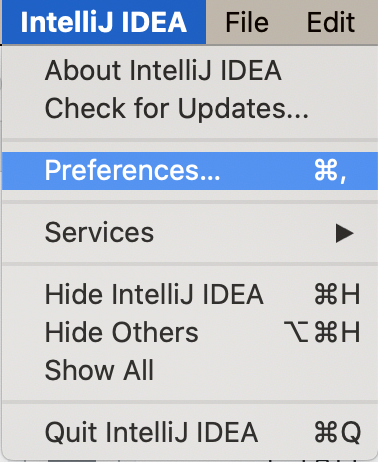 IntelliJ IDEA File Edit
About IntelliJ IDEA
Check for Updates...
Preferences... ⌘,
Services ▶
Hide IntelliJ IDEA ⌘H
Hide Others ⌥⌘H
Show All
Quit IntelliJ IDEA ⌘Q